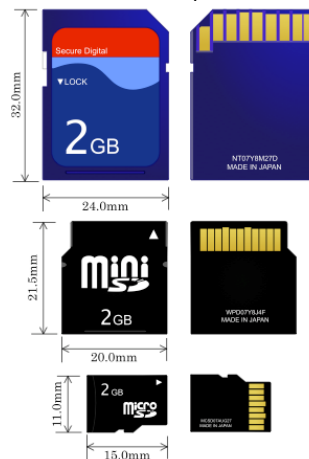 Secure Digital
▼LOCK
2GB
32.0mm
24.0mm
NT07Y8M27D
MADE IN JAPAN
mini
SD
2GB
21.5mm
20.0mm
WPD07Y8J4F
MADE IN JAPAN
2GB
micro
SD
11.0mm
15.0mm
MADE IN JAPAN